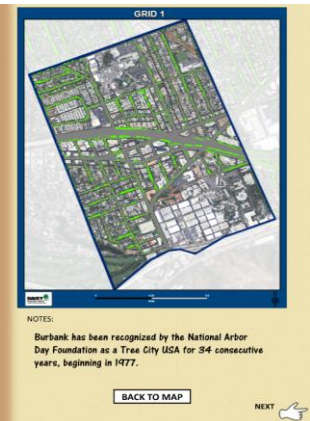 GRID 1
DAVEY
NOTES:
Burbank has been recognized by the National Arbor
Day Foundation as a Tree City USA for 34 consecutive
years, beginning in 1977.
BACK TO MAP
NEXT